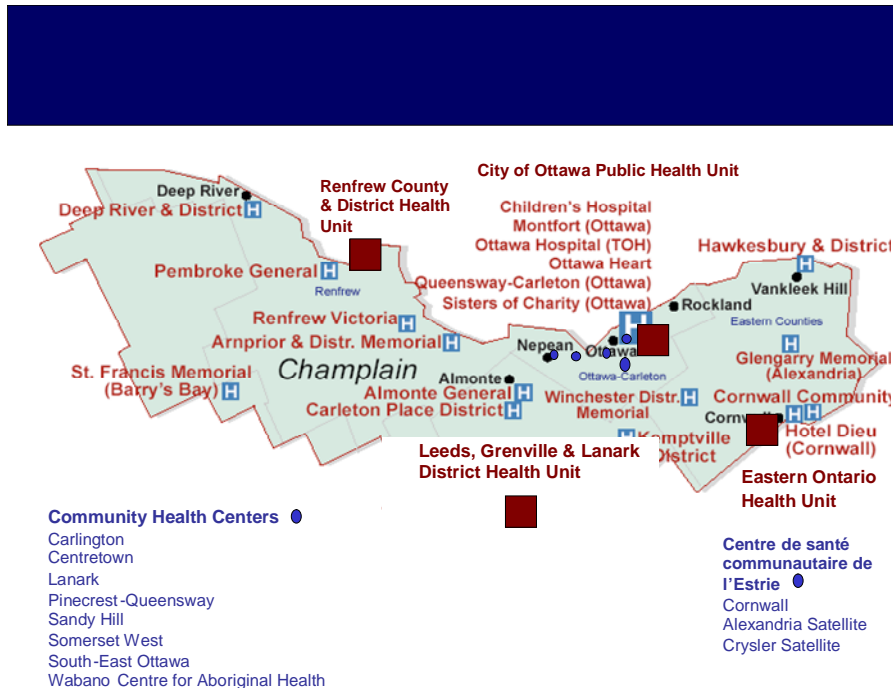 City of Ottawa Public Health Unit
Renfrew County
& District Health
Unit
Deep River
Deep River & District
H
Children's Hospital
Montfort (Ottawa)
Ottawa Hospital (TOH)
Ottawa Heart
Queensway-Carleton (Ottawa)
Sisters of Charity (Ottawa)
H
Hawkesbury & District
H
Vankleek Hill
Pembroke General
H
Renfrew
Rockland
Eastern Counties
Renfrew Victoria
H
Arnprior & Distr. Memorial
H
Nepean
Ottawa
Ottawa-Carleton
Glengarry Memorial
(Alexandria)
H
Champlain
St. Francis Memorial
(Barry's Bay)
H
Almonte
Almonte General
H
Carleton Place District
H
Winchester Distr.
Memorial
H
Cornwall Community
H
H
Hotel Dieu
(Cornwall)
H
District
Leeds, Grenville & Lanark
District Health Unit
Eastern Ontario
Health Unit
Community Health Centers
Carlington
Centretown
Lanark
Pinecrest-Queensway
Sandy Hill
Somerset West
South-East Ottawa
Wabano Centre for Aboriginal Health
Centre de santé
communautaire de
l'Estrie
Cornwall
Alexandria Satellite
Crysler Satellite